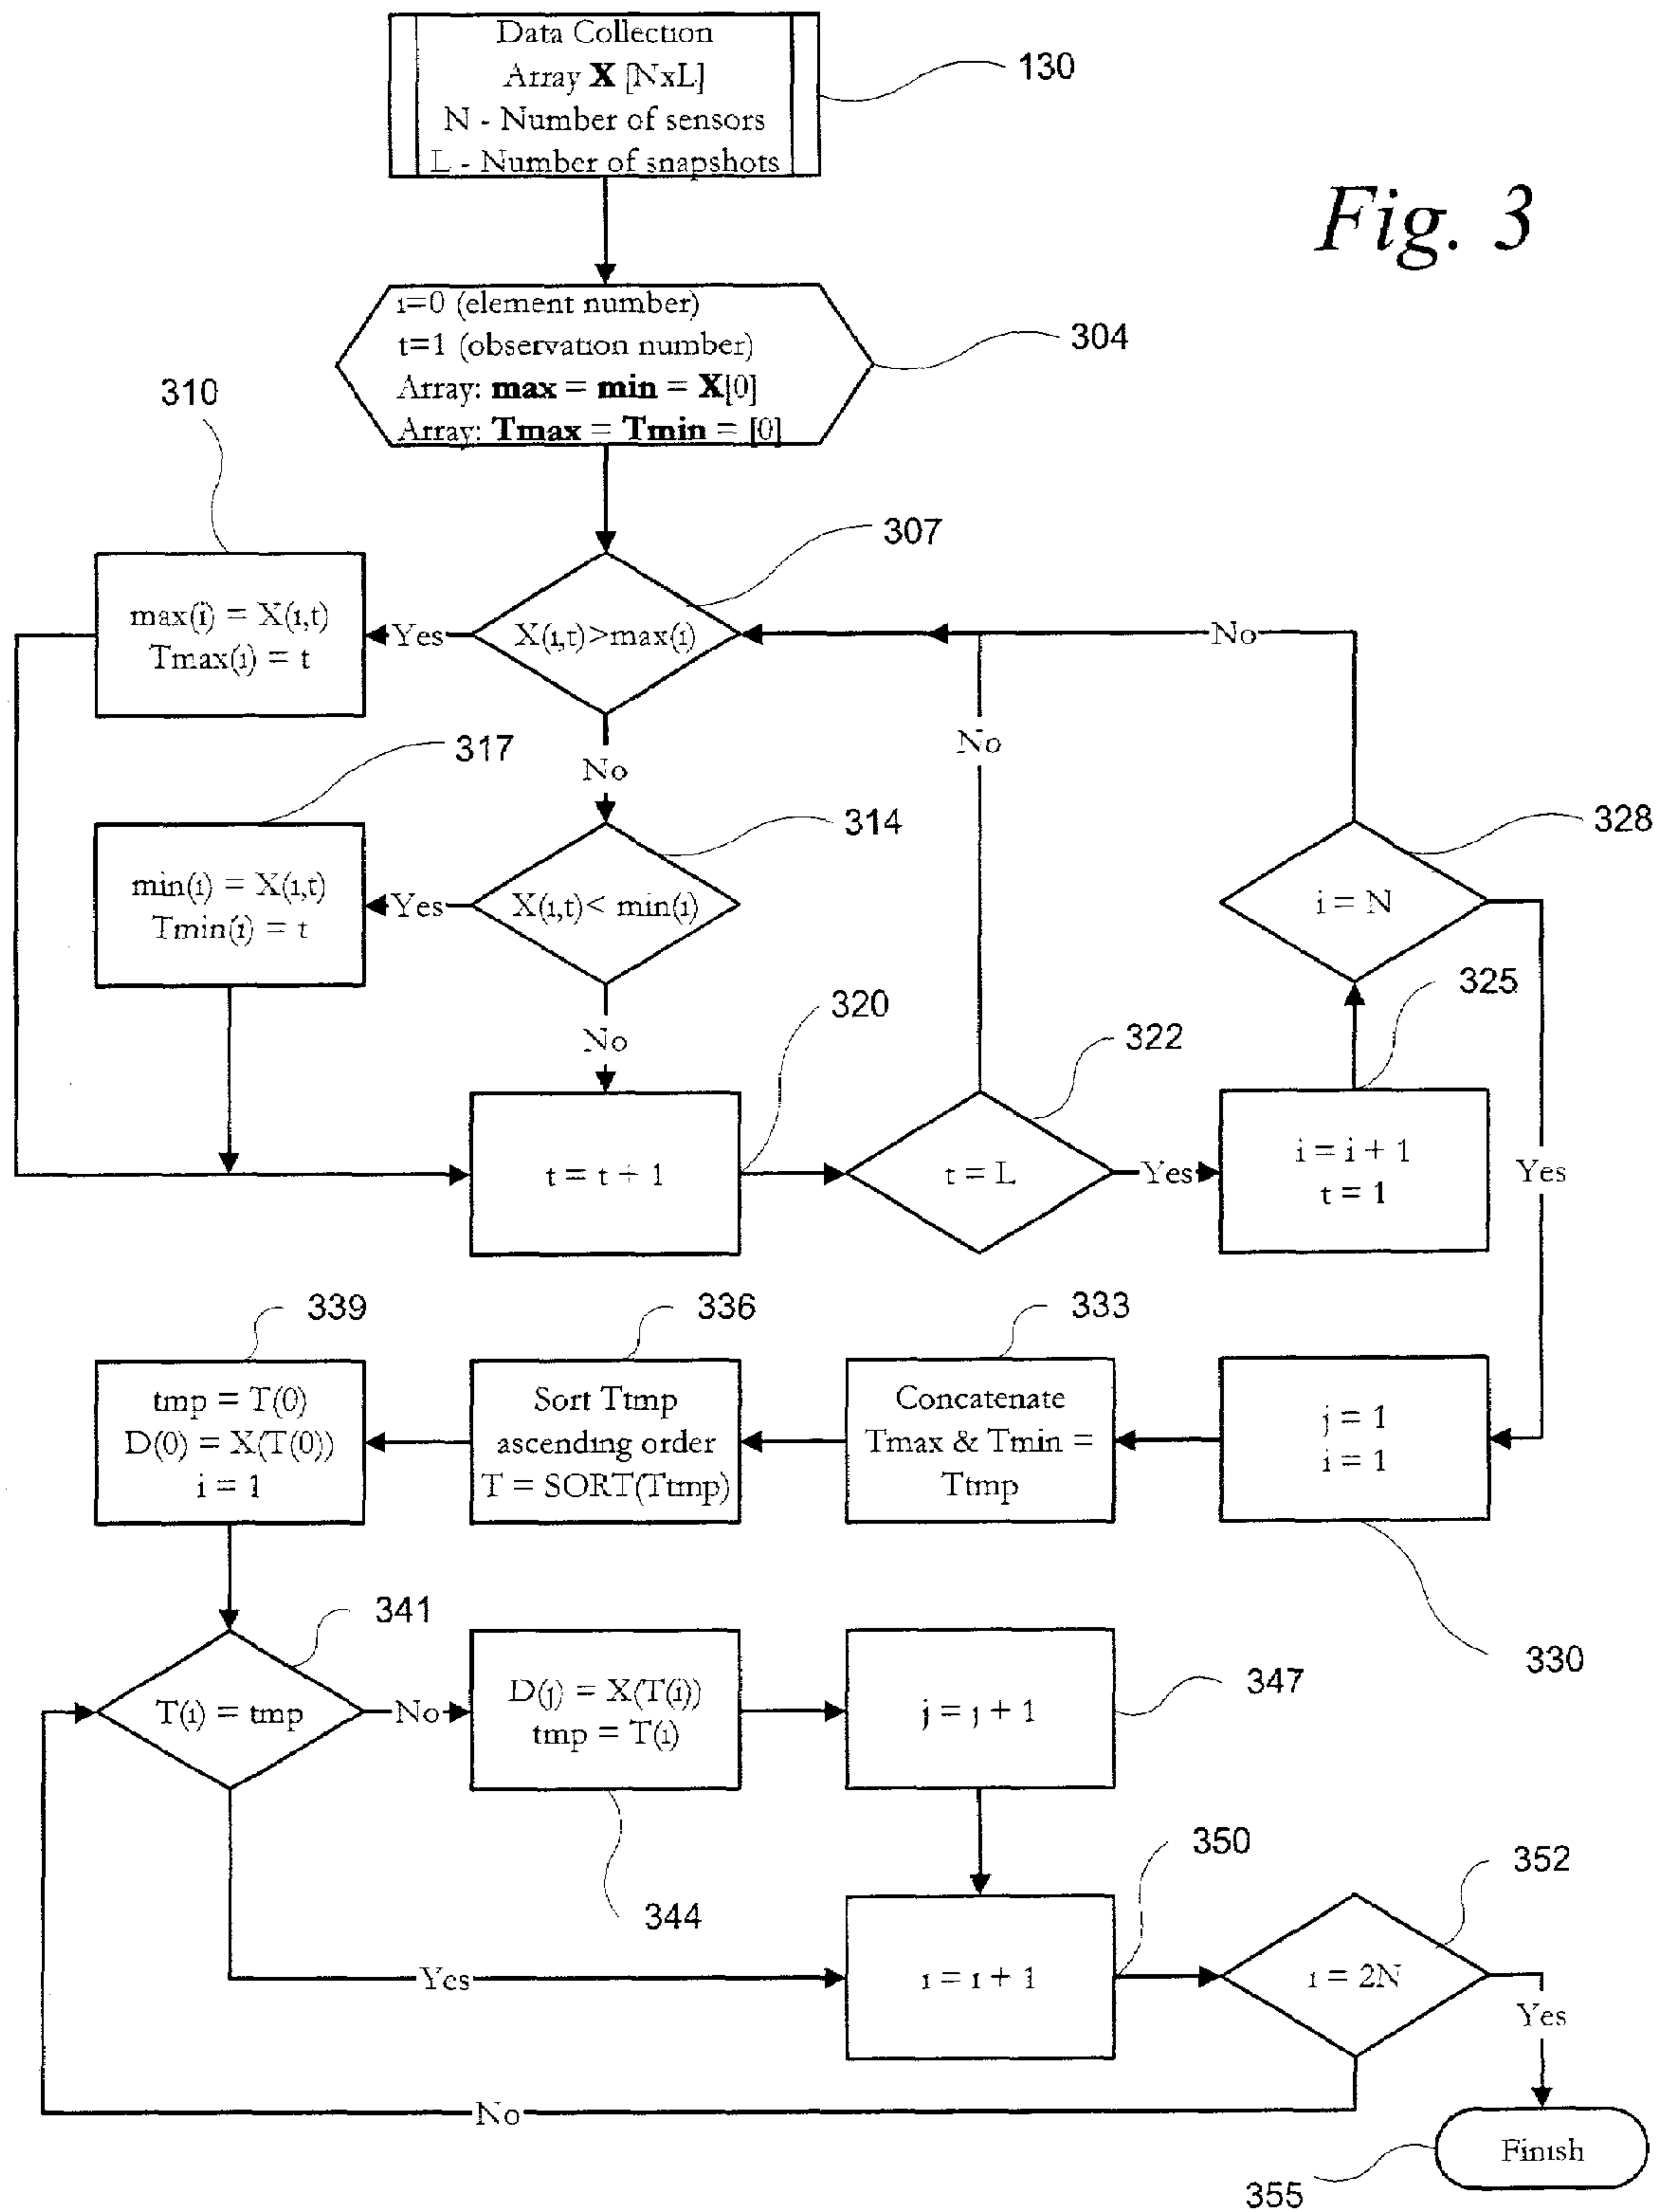 Data Collection
Array X [NxL]
N - Number of sensors
L - Number of snapshots
130
Fig. 3
i=0 (element number)
t=1 (observation number)
Array: max = min = X[0]
Array: Tmax = Tmin = [0]
304
310
307
max(i) = X(i,t)
Tmax(i) = t
Yes
X(i,t)>max(i)
No
No
No
317
314
328
min(i) = X(i,t)
Tmin(i) = t
Yes
X(i,t)< min(i)
i = N
325
320
No
322
t = t + 1
t = L
Yes
i = i + 1
t = 1
Yes
339
336
333
tmp = T(0)
D(0) = X(T(0))
i = 1
Sort Ttmp
ascending order
T = SORT(Ttmp)
Concatenate
Tmax & Tmin =
Ttmp
j = 1
i = 1
330
341
T(i) = tmp
No
D(j) = X(T(i))
tmp = T(i)
j = j + 1
347
344
350
352
Yes
i = i + 1
i = 2N
Yes
No
Finish
355